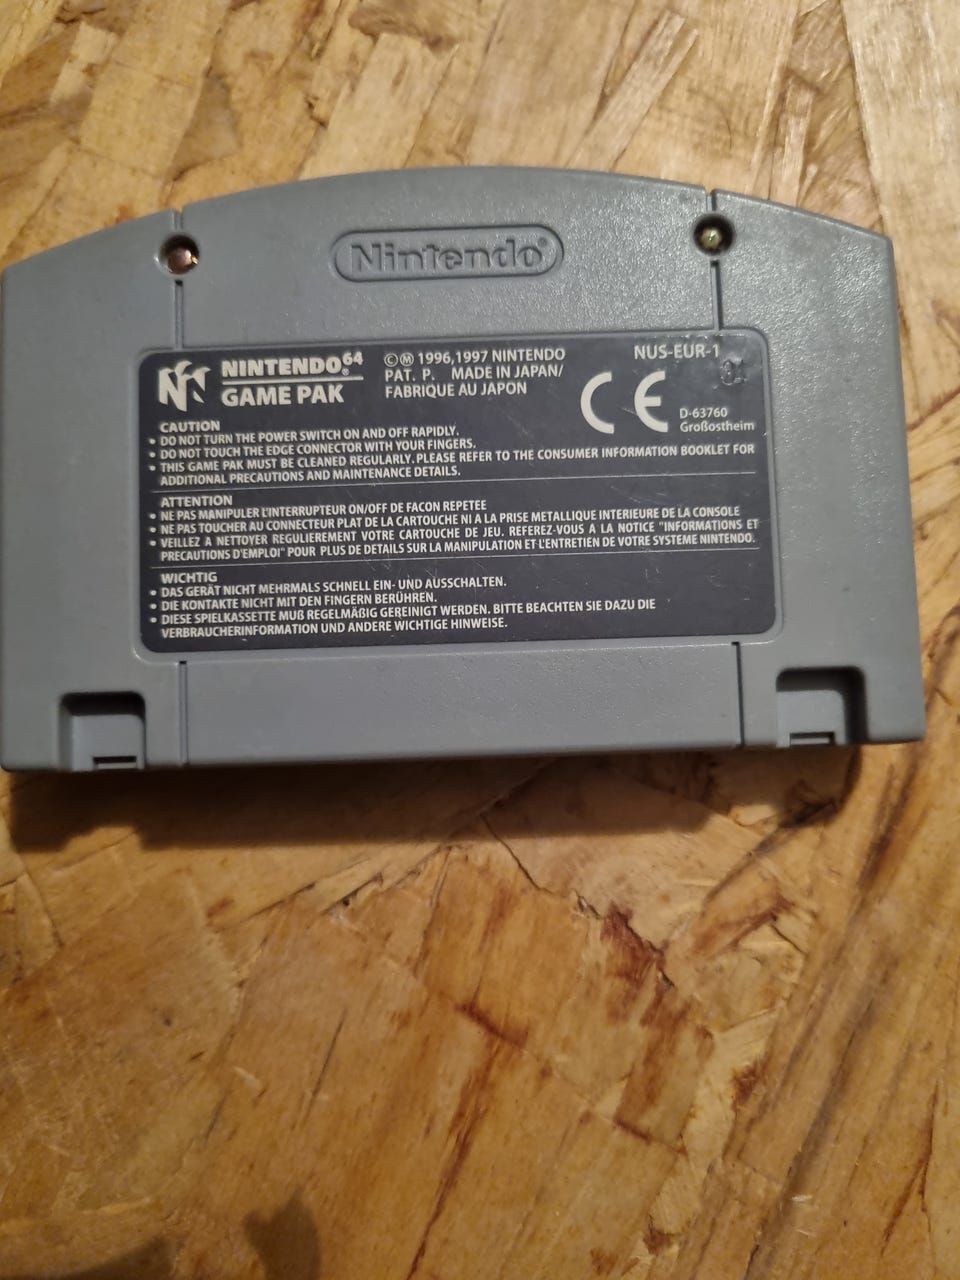 Nintendo®
NINTENDO⁶⁴®
GAME PAK
©Ⓜ 1996,1997 NINTENDO
PAT. P. MADE IN JAPAN/
FABRIQUE AU JAPON
NUS-EUR-1
01
CE
D-63760
Großostheim
CAUTION
• DO NOT TURN THE POWER SWITCH ON AND OFF RAPIDLY.
• DO NOT TOUCH THE EDGE CONNECTOR WITH YOUR FINGERS.
• THIS GAME PAK MUST BE CLEANED REGULARLY. PLEASE REFER TO THE CONSUMER INFORMATION BOOKLET FOR
ADDITIONAL PRECAUTIONS AND MAINTENANCE DETAILS.
ATTENTION
• NE PAS MANIPULER L'INTERRUPTEUR ON/OFF DE FACON REPETEE
• NE PAS TOUCHER AU CONNECTEUR PLAT DE LA CARTOUCHE NI A LA PRISE METALLIQUE INTERIEURE DE LA CONSOLE
• VEILLEZ A NETTOYER REGULIEREMENT VOTRE CARTOUCHE DE JEU. REFEREZ-VOUS A LA NOTICE "INFORMATIONS ET
PRECAUTIONS D'EMPLOI" POUR PLUS DE DETAILS SUR LA MANIPULATION ET L'ENTRETIEN DE VOTRE SYSTEME NINTENDO.
WICHTIG
• DAS GERÄT NICHT MEHRMALS SCHNELL EIN- UND AUSSCHALTEN.
• DIE KONTAKTE NICHT MIT DEN FINGERN BERÜHREN.
• DIESE SPIELKASSETTE MUß REGELMÄßIG GEREINIGT WERDEN. BITTE BEACHTEN SIE DAZU DIE
VERBRAUCHERINFORMATION UND ANDERE WICHTIGE HINWEISE.